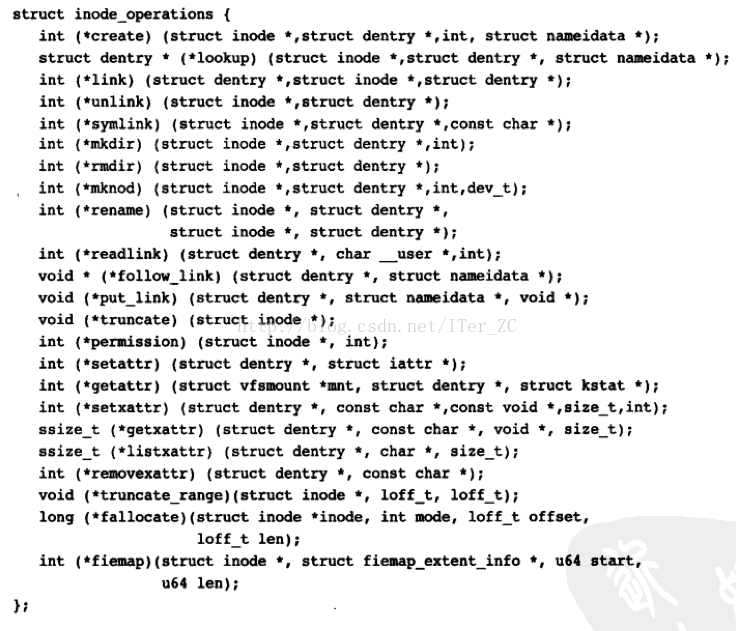 struct inode_operations {
int (*create) (struct inode *,struct dentry *,int, struct nameidata *);
struct dentry * (*lookup) (struct inode *,struct dentry *, struct nameidata *);
int (*link) (struct dentry *,struct inode *,struct dentry *);
int (*unlink) (struct inode *,struct dentry *);
int (*symlink) (struct inode *,struct dentry *,const char *);
int (*mkdir) (struct inode *,struct dentry *,int);
int (*rmdir) (struct inode *,struct dentry *);
int (*mknod) (struct inode *,struct dentry *,int,dev_t);
int (*rename) (struct inode *, struct dentry *,
struct inode *, struct dentry *);
int (*readlink) (struct dentry *, char __user *,int);
void * (*follow_link) (struct dentry *, struct nameidata *);
void (*put_link) (struct dentry *, struct nameidata *, void *);
void (*truncate) (struct inode *);
http://blog.csdn.net/ITer_ZC
int (*permission) (struct inode *, int);
int (*setattr) (struct dentry *, struct iattr *);
int (*getattr) (struct vfsmount *mnt, struct dentry *, struct kstat *);
int (*setxattr) (struct dentry *, const char *,const void *,size_t,int);
ssize_t (*getxattr) (struct dentry *, const char *, void *, size_t);
ssize_t (*listxattr) (struct dentry *, char *, size_t);
int (*removexattr) (struct dentry *, const char *);
void (*truncate_range)(struct inode *, loff_t, loff_t);
long (*fallocate)(struct inode *inode, int mode, loff_t offset,
loff_t len);
int (*fiemap)(struct inode *, struct fiemap_extent_info *, u64 start,
u64 len);
};